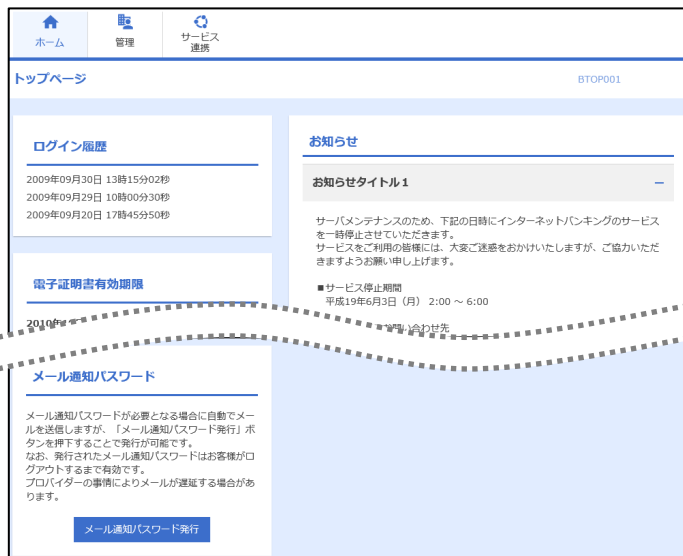 ホーム
管理
サービス
連携
トップページ
BTOP001
ログイン履歴
2009年09月30日 13時15分02秒
2009年09月29日 10時00分30秒
2009年09月20日 17時45分50秒
電子証明書有効期限
2010年
メール通知パスワード
メール通知パスワードが必要となる場合に自動でメー
ルを送信しますが、「メール通知パスワード発行」ボ
タンを押下することで発行が可能です。
なお、発行されたメール通知パスワードはお客様がロ
グアウトするまで有効です。
プロバイダーの事情によりメールが遅延する場合があ
ります。
メール通知パスワード発行
お知らせ
お知らせタイトル1
サーバメンテナンスのため、下記の日時にインターネットバンキングのサービス
を一時停止させていただきます。
サービスをご利用の皆様には、大変ご迷惑をおかけいたしますが、ご協力いただ
きますようお願い申し上げます。
■サービス停止期間
平成19年6月3日（月） 2:00 ～ 6:00
お問い合わせ先